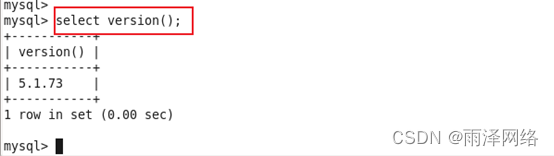 mysql>
mysql> select version();
+-----------+
| version() |
+-----------+
| 5.1.73    |
+-----------+
1 row in set (0.00 sec)
mysql>
CSDN @雨泽网络